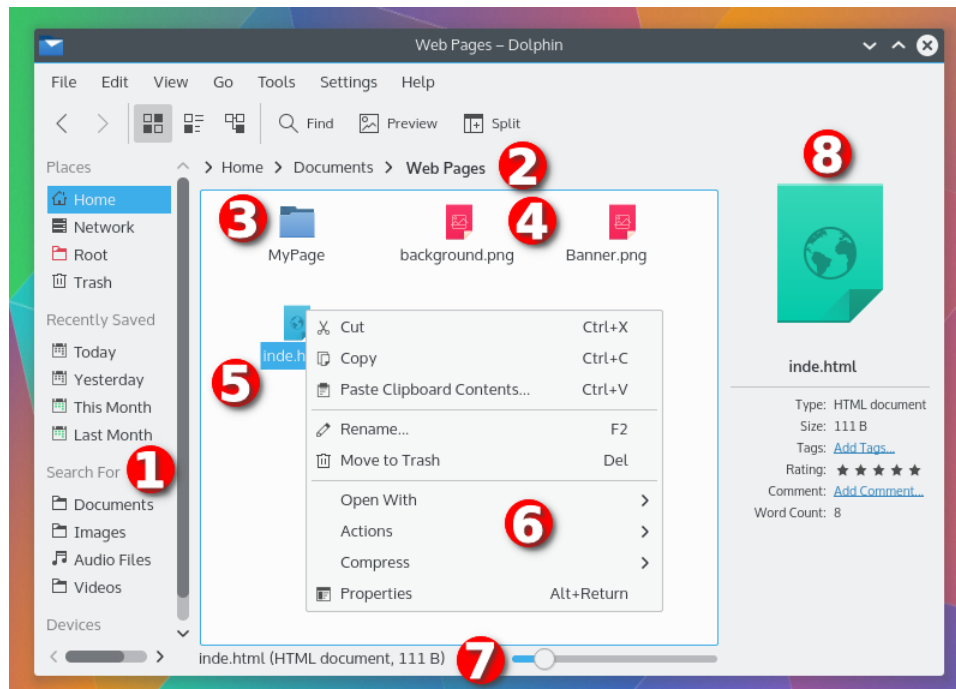 Web Pages – Dolphin
File Edit View Go Tools Settings Help
Find Preview Split
Places
Home
Network
Root
Trash
Recently Saved
Today
Yesterday
This Month
Last Month
Search For
1
Documents
Images
Audio Files
Videos
Devices
> Home > Documents > Web Pages
2
3
MyPage
background.png
4
Banner.png
inde.h
5
Cut Ctrl+X
Copy Ctrl+C
Paste Clipboard Contents... Ctrl+V
Rename... F2
Move to Trash Del
Open With
Actions
6
Compress
Properties Alt+Return
inde.html (HTML document, 111 B)
7
8
inde.html
Type: HTML document
Size: 111 B
Tags: Add Tags...
Rating: ★ ★ ★ ★ ★
Comment: Add Comment...
Word Count: 8